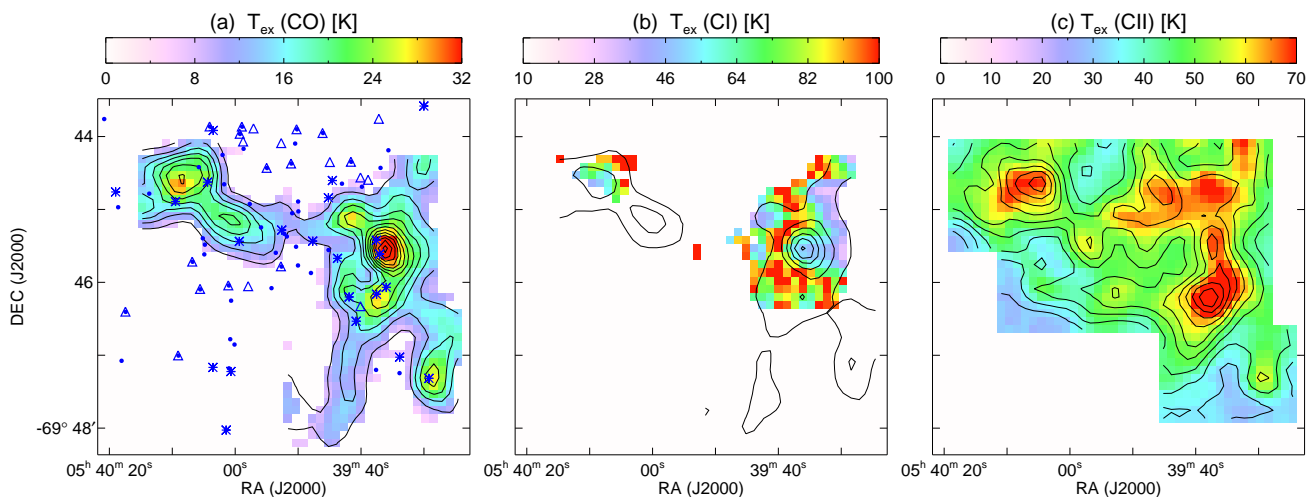 (a) T_ex (CO) [K] (b) T_ex (CI) [K] (c) T_ex (CII) [K]
0 8 16 24 32 10 28 46 64 82 100 0 10 20 30 40 50 60 70
44
45
46
47
-69° 48′
DEC (J2000)
05h 40m 20s 00s 39m 40s 05h 40m 20s 00s 39m 40s 05h 40m 20s 00s 39m 40s
RA (J2000) RA (J2000) RA (J2000)